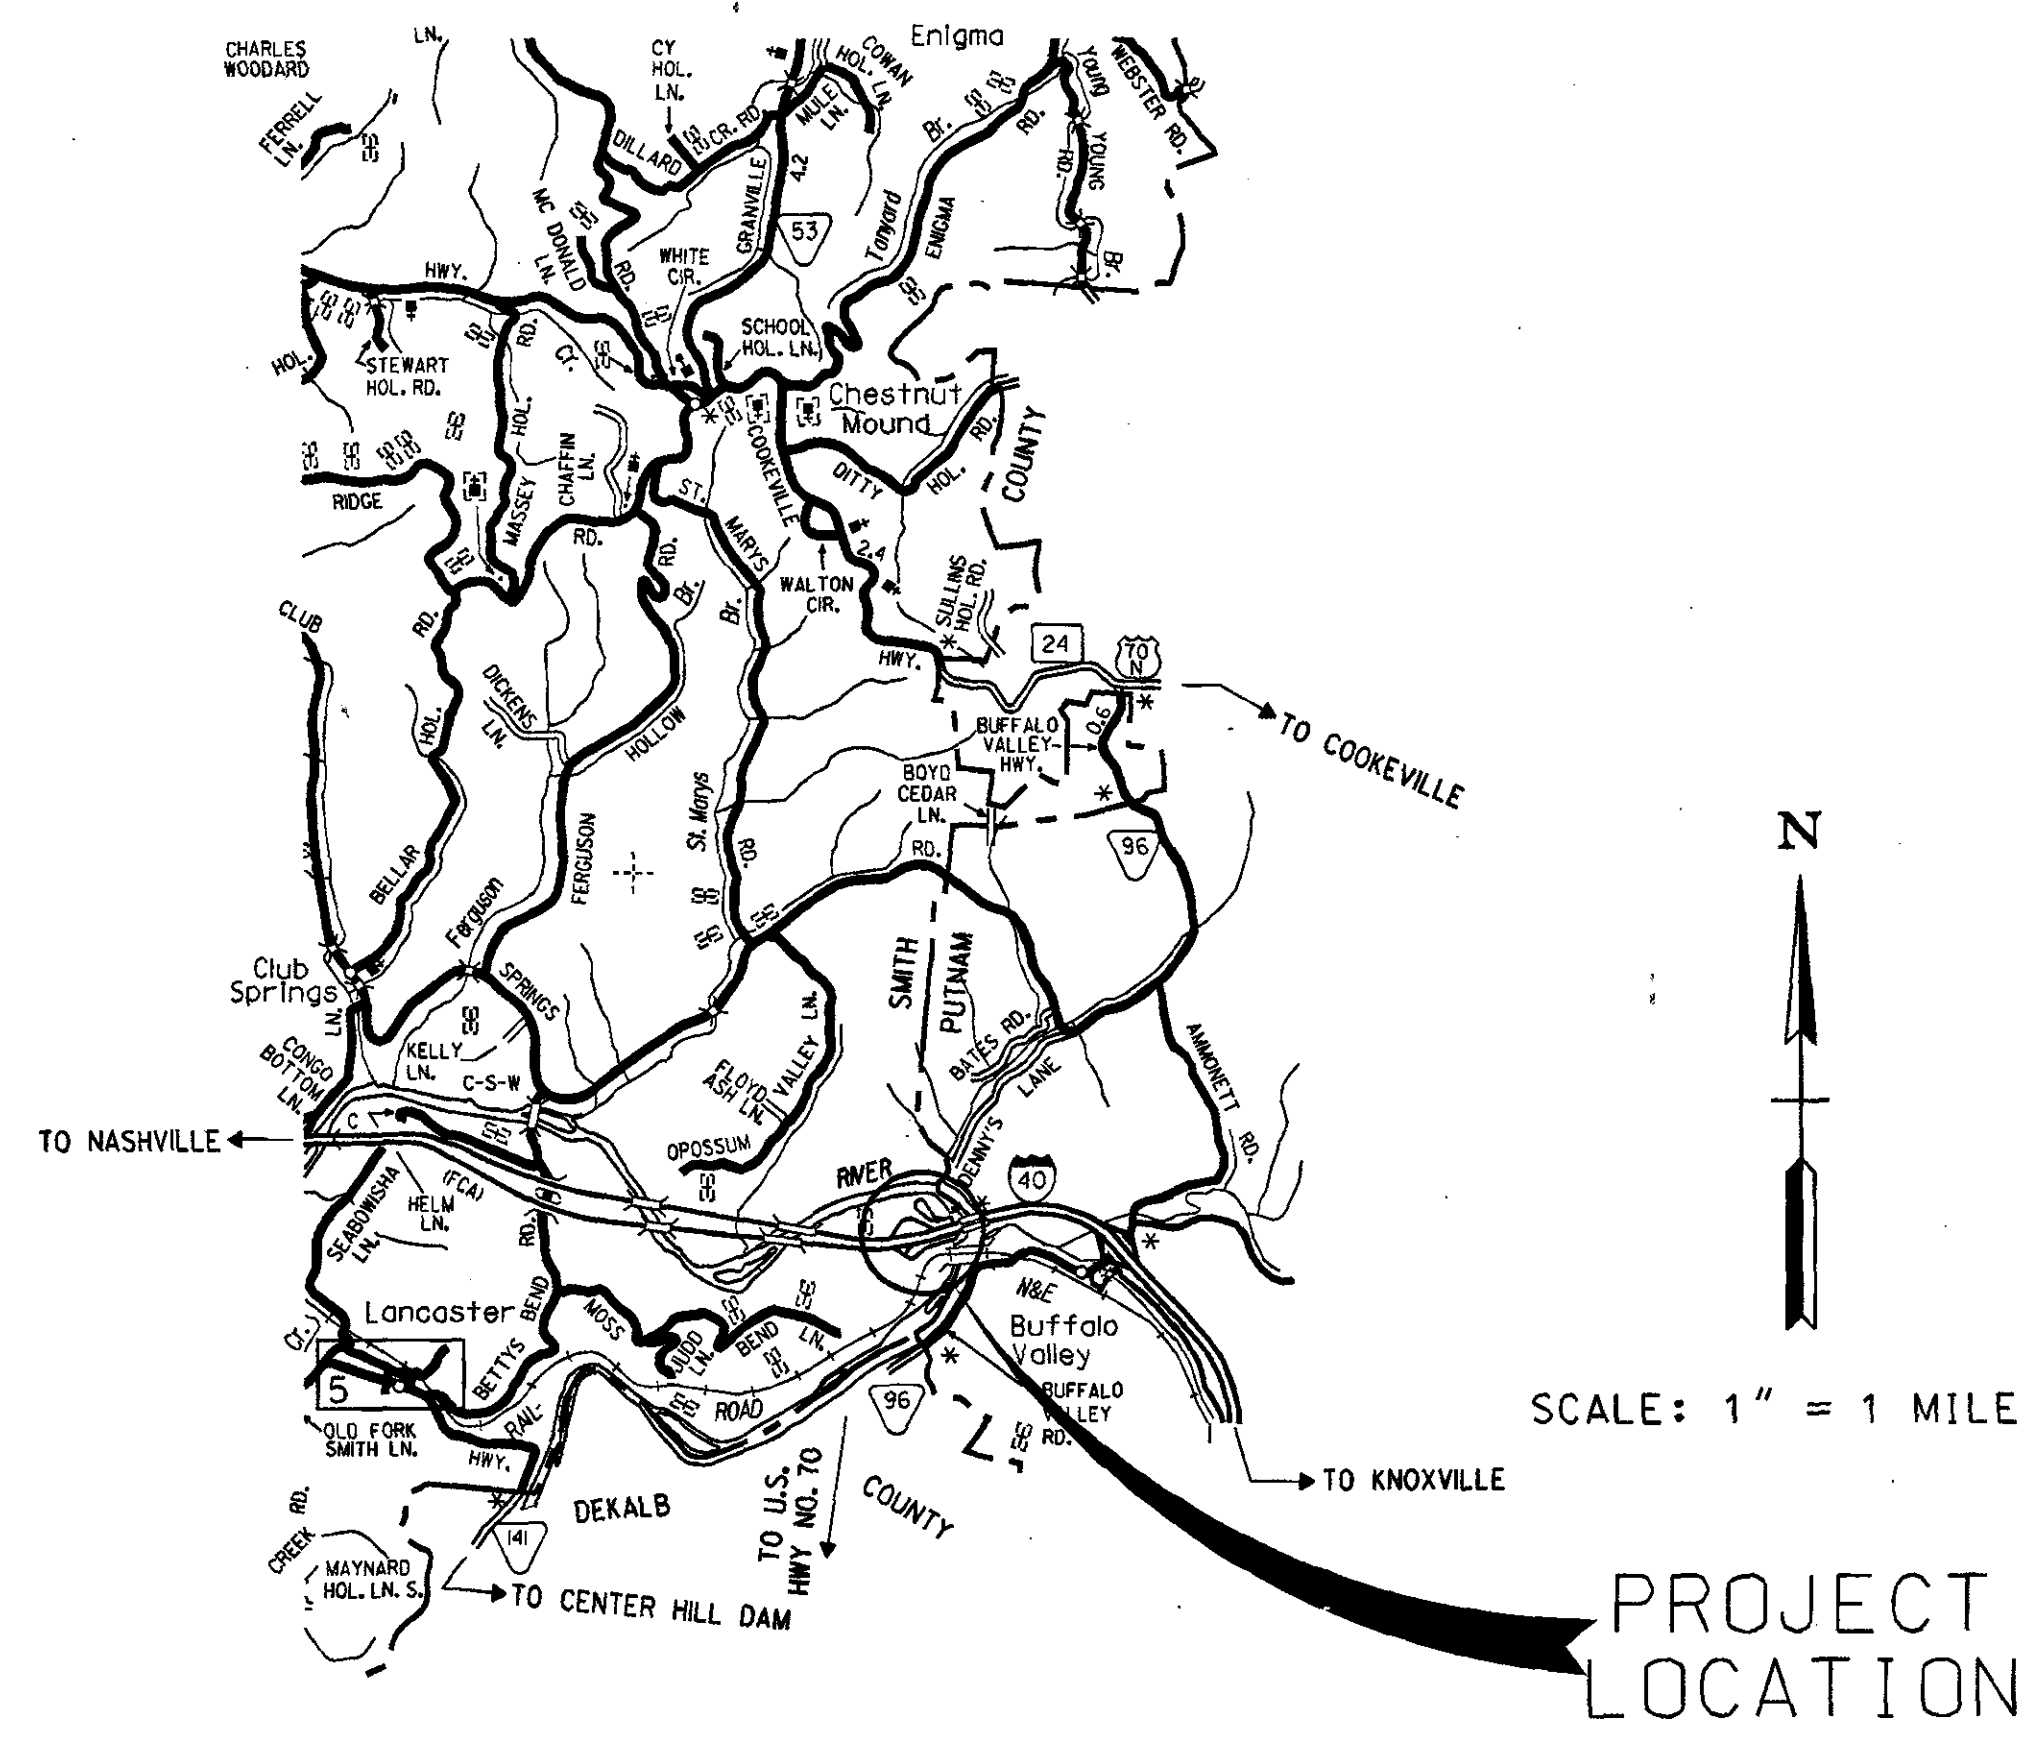 Enigma
LN.
CHARLES
WOODARD
CY
HOL.
LN.
COWAN
HOL. LN.
Young
WEBSTER RD.
FERRELL
LN.
DILLARD
CR. RD.
MULE
LN.
Br.
RD.
YOUNG
RD.
4.2
GRANVILLE
53
Tanyard
ENIGMA
Br.
MC DONALD
LN.
RD.
WHITE
CIR.
HWY.
SCHOOL
HOL. LN.
HOL.
STEWART
HOL. RD.
RD.
Cr.
Chestnut
Mound
HOL.
CHAFFIN
LN.
COOKEVILLE
DITTY
HOL.
RD.
COUNTY
RIDGE
MASSEY
RD.
ST.
MARYS
RD.
2.4
WALTON
CIR.
SULLINS
HOL. RD.
CLUB
RD.
Br.
Br.
HWY.
24
70
N
TO COOKEVILLE
DICKENS
LN.
HOL.
HOLLOW
BUFFALO
VALLEY
HWY.
0.6
BOYD
CEDAR
LN.
N
St. Marys
RD.
RD.
96
BELLAR
FERGUSON
Ferguson
Club
Springs
SPRINGS
SMITH
PUTNAM
LN.
CONGO
BOTTOM
LN.
KELLY
LN.
C-S-W
C
FLOYD
ASH LN.
VALLEY LN.
BATES RD.
LANE
AMMONETT
RD.
TO NASHVILLE
OPOSSUM
RIVER
DENNY'S
40
(FCA)
SEABOWISHA
LN.
HELM
LN.
RD.
N&E
Lancaster
BEND
MOSS
JUDD
LN.
BEND
LN.
Buffalo
Valley
Cr.
5
BETTYS
RAIL-
ROAD
96
BUFFALO
VALLEY
RD.
SCALE: 1" = 1 MILE
OLD FORK
SMITH LN.
HWY.
TO KNOXVILLE
RD.
CREEK
DEKALB
COUNTY
TO U.S.
HWY NO. 70
141
MAYNARD
HOL. LN. S.
TO CENTER HILL DAM
PROJECT
LOCATION